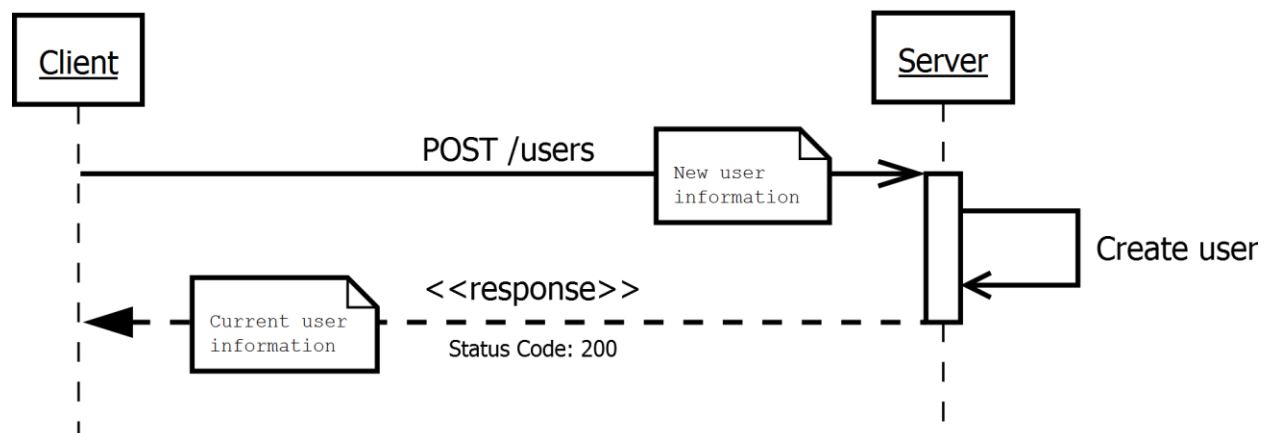 Client
Server
POST /users
New user
information
Create user
<<response>>
Current user
information
Status Code: 200